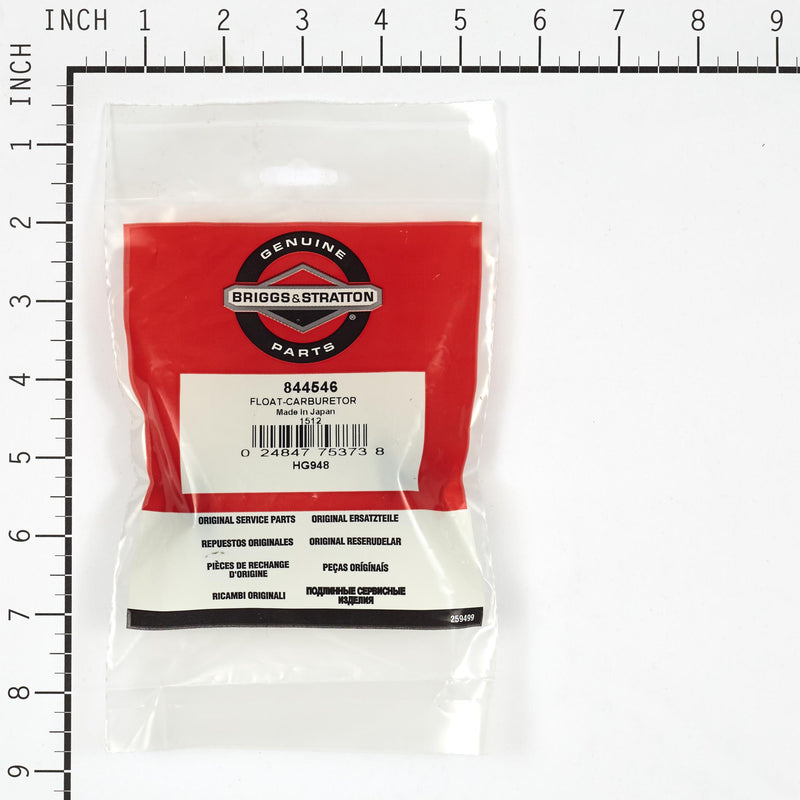 INCH 1 2 3 4 5 6 7 8 9
INCH
1
2
3
4
5
6
7
8
9
GENUINE
BRIGGS&STRATTON
®
PARTS
844546
FLOAT-CARBURETOR
Made in Japan
1512
0 24847 75373 8
HG948
ORIGINAL SERVICE PARTS ORIGINAL ERSATZTEILE
REPUESTOS ORIGINALES ORIGINAL RESERUDELAR
PIÈCES DE RECHANGE
D'ORIGINE
PEÇAS ORIGÍNAÍS
RICAMBI ORIGINALI
ПОДЛИННЫЕ СЕРВИСНЫЕ
ИЗДЕЛИЯ
259499